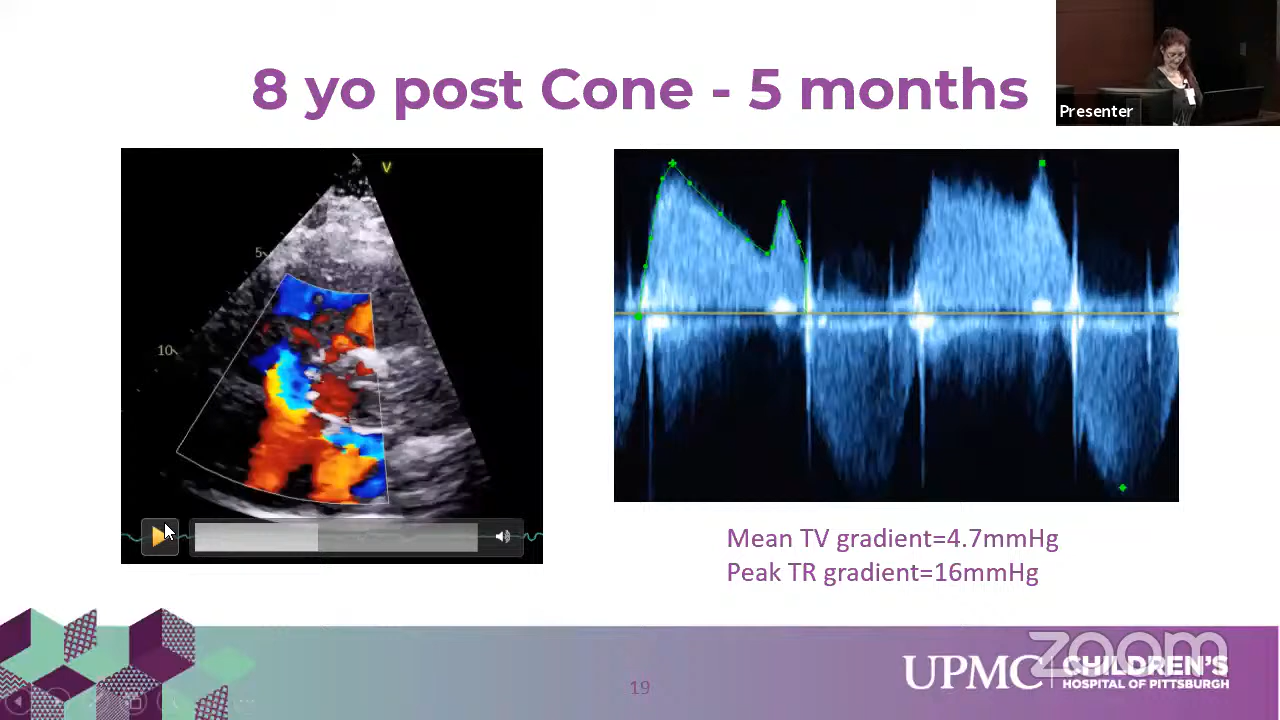 8 yo post Cone - 5 months
Presenter
V
5
10
Mean TV gradient=4.7mmHg
Peak TR gradient=16mmHg
19
zoom
UPMC CHILDREN'S
HOSPITAL OF PITTSBURGH